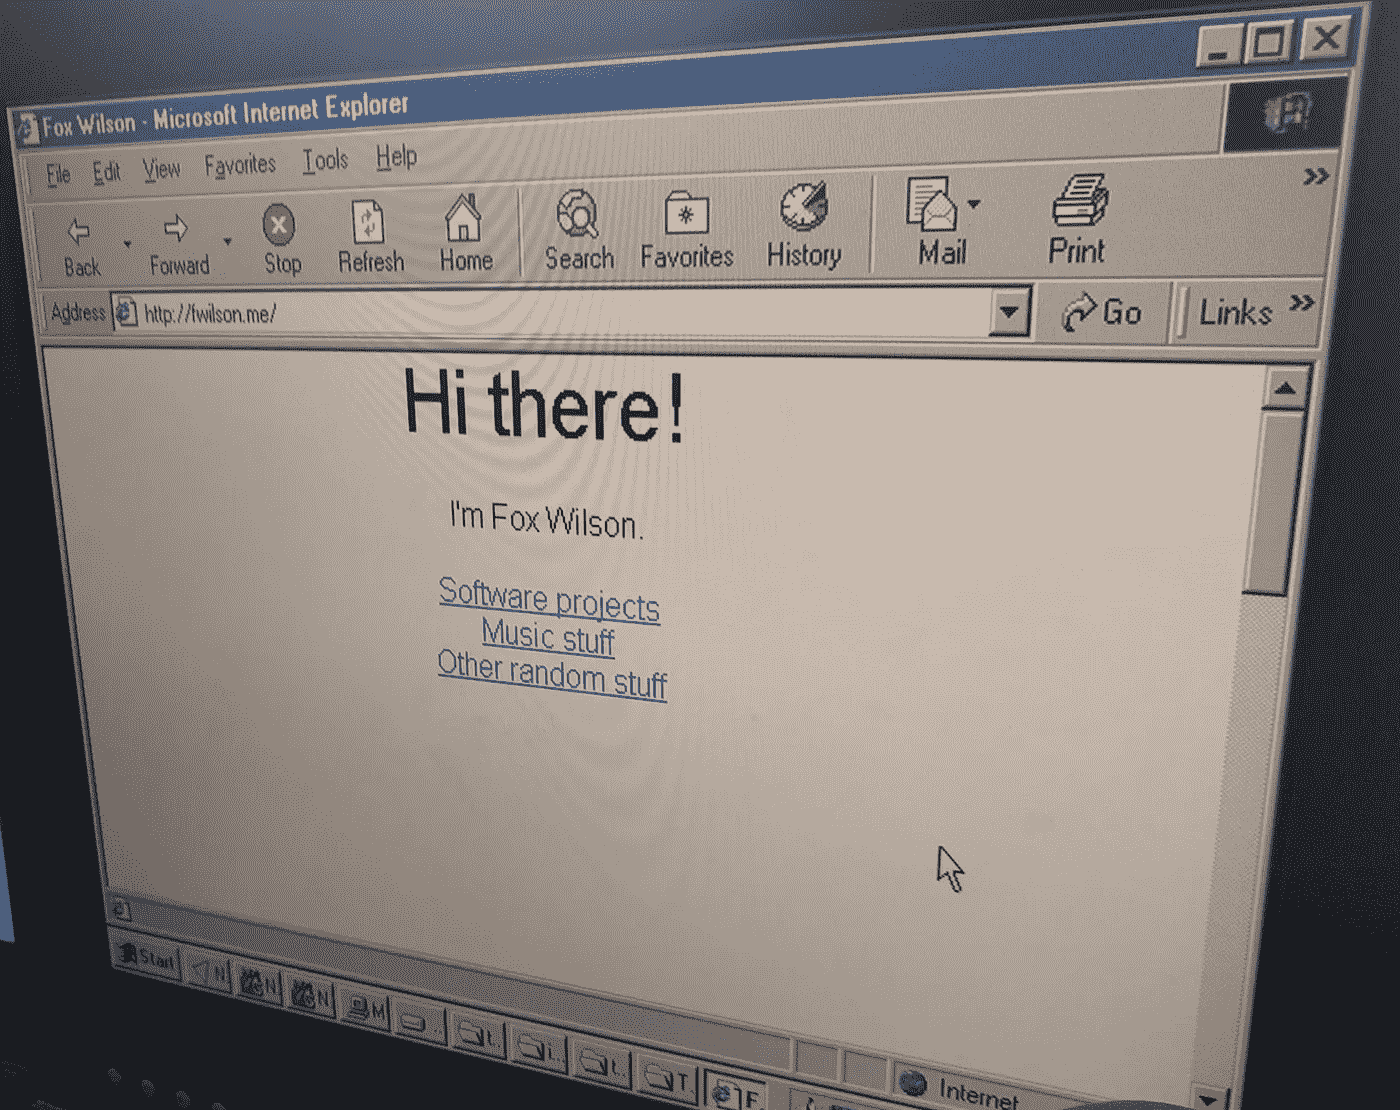 Fox Wilson - Microsoft Internet Explorer
File Edit View Favorites Tools Help
Back Forward Stop Refresh Home Search Favorites History Mail Print
Address http://fwilson.me/ Go Links
Hi there!
I'm Fox Wilson.
Software projects
Music stuff
Other random stuff
Internet
Start N N N M ... t. i.. t. T. F.